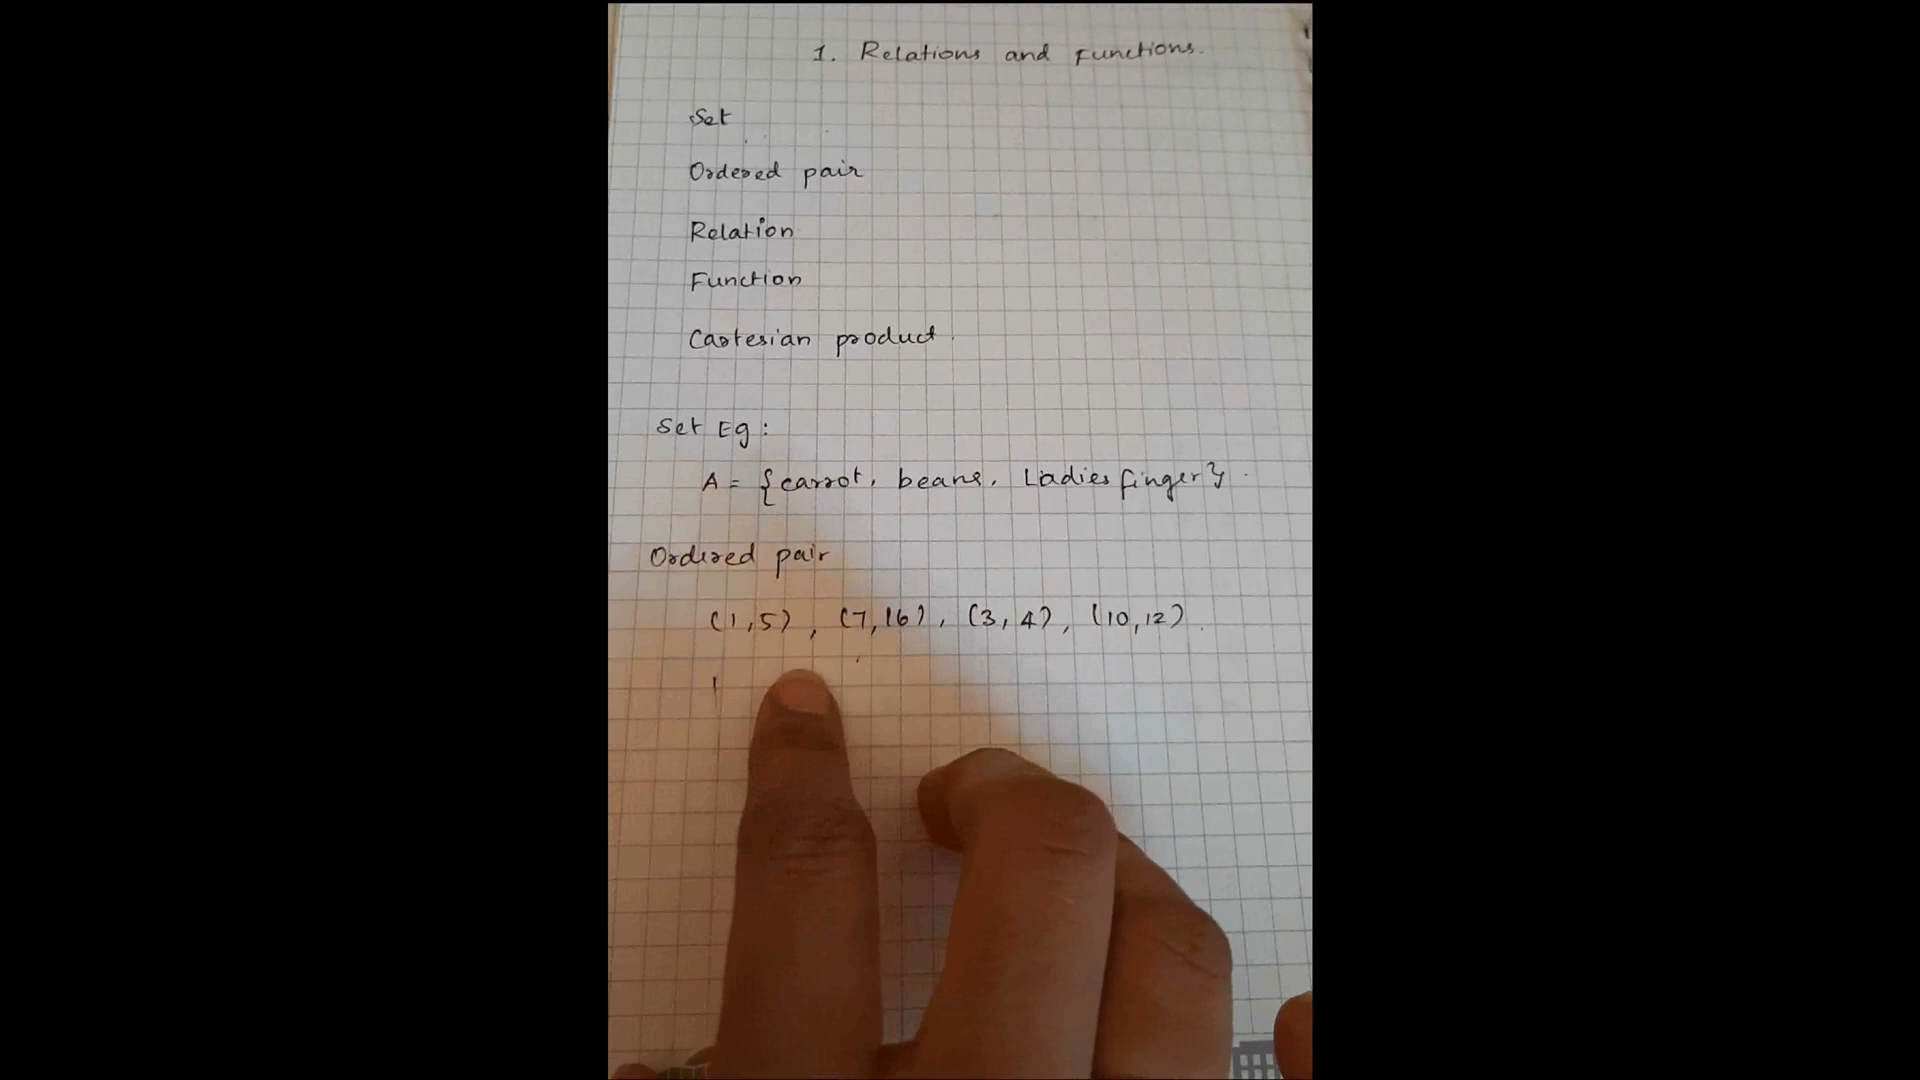 1. Relations and Functions.
Set
Ordered pair
Relation
Function
Cartesian product.
Set Eg:
A = {carrot, beans, Ladies finger}.
Ordered pair
(1,5), (7,16), (3,4), (10,12).